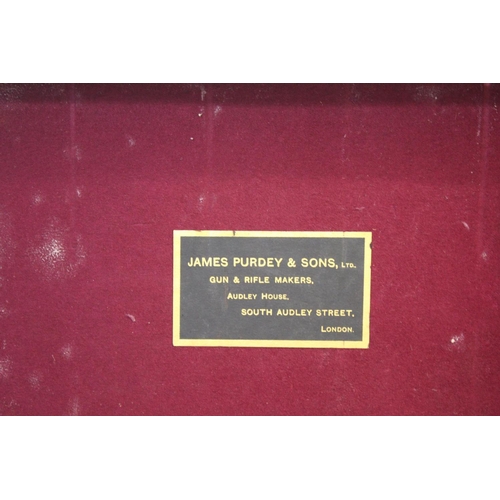 JAMES PURDEY & SONS, LTD.
GUN & RIFLE MAKERS,
AUDLEY HOUSE,
SOUTH AUDLEY STREET,
LONDON.